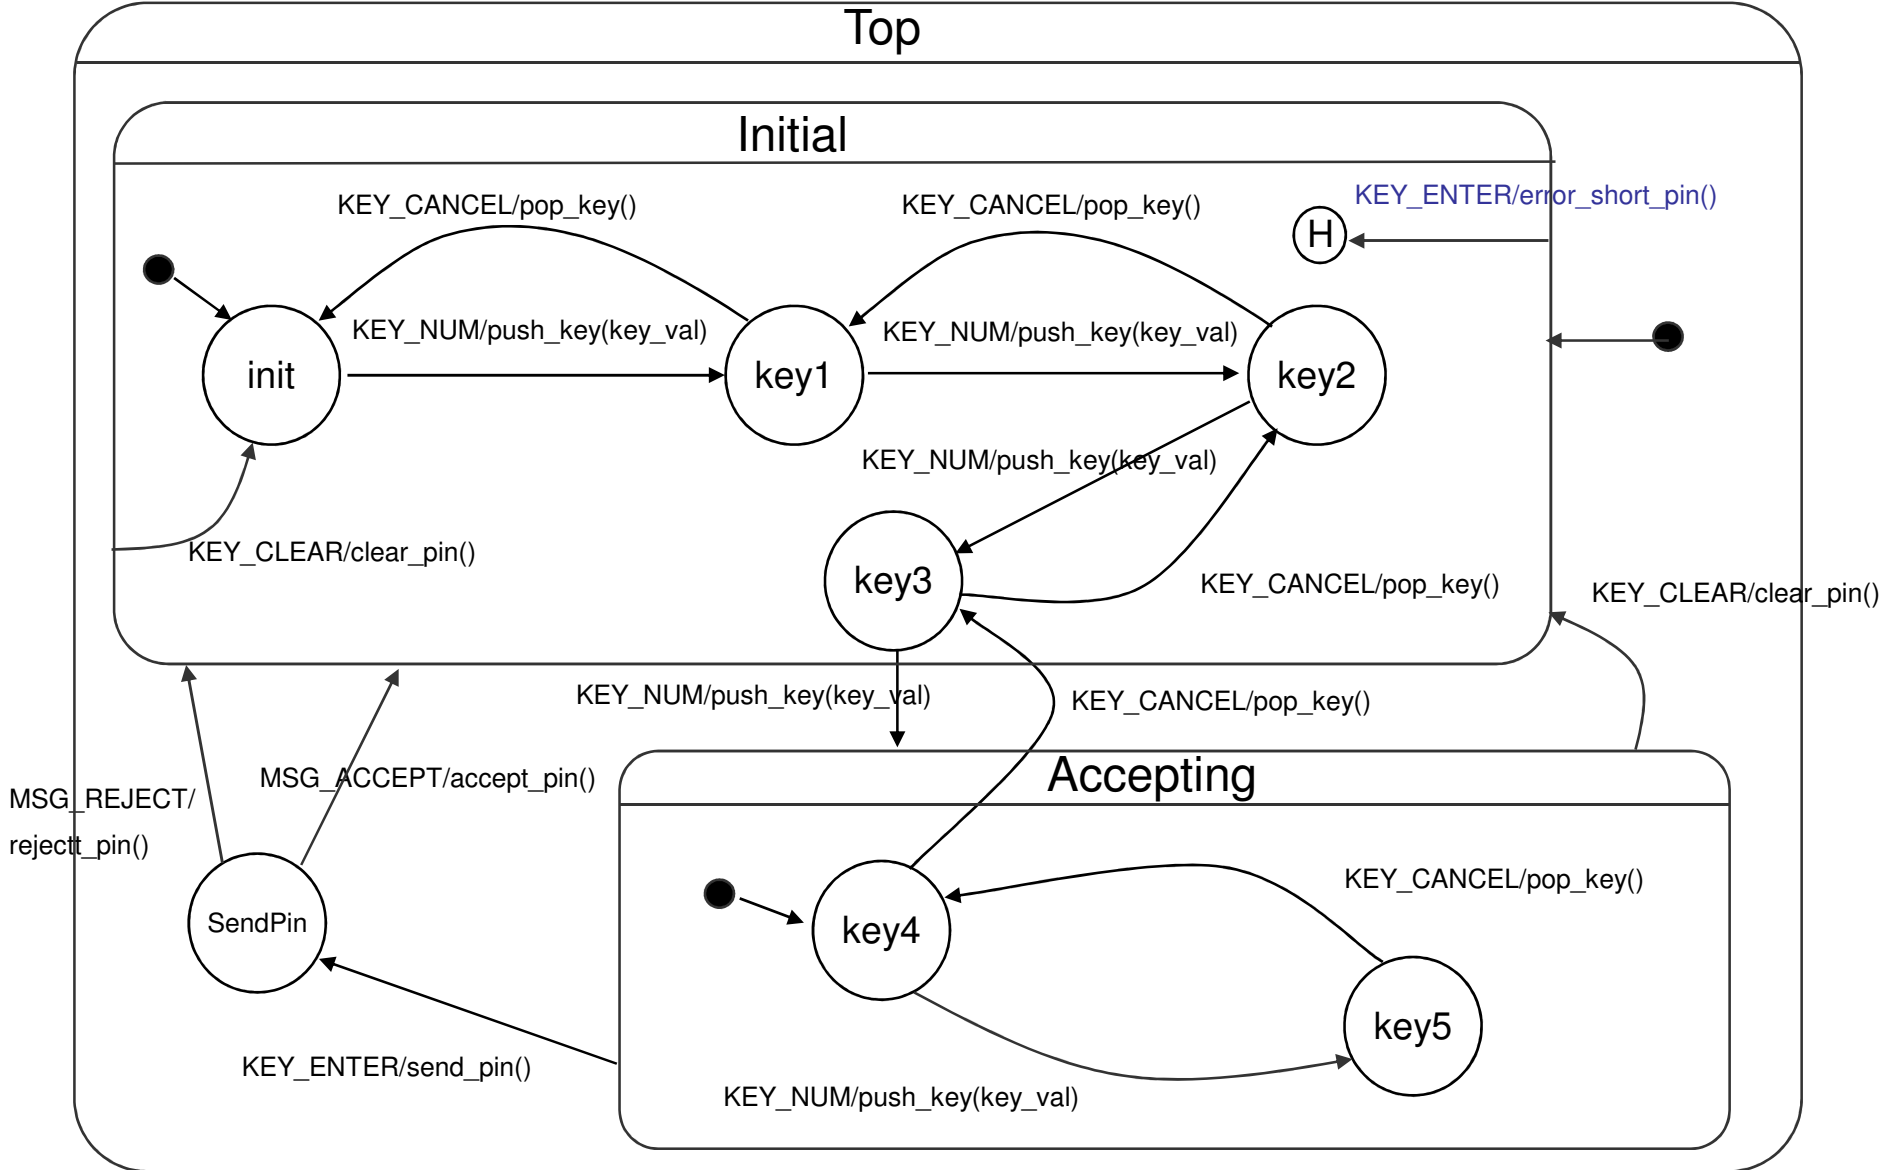 Top
Initial
KEY_CANCEL/pop_key()
KEY_CANCEL/pop_key()
KEY_ENTER/error_short_pin()
H
KEY_NUM/push_key(key_val)
KEY_NUM/push_key(key_val)
init
key1
key2
KEY_NUM/push_key(key_val)
KEY_CLEAR/clear_pin()
key3
KEY_CANCEL/pop_key()
KEY_CLEAR/clear_pin()
KEY_NUM/push_key(key_val)
KEY_CANCEL/pop_key()
MSG_REJECT/
rejectt_pin()
MSG_ACCEPT/accept_pin()
Accepting
KEY_CANCEL/pop_key()
SendPin
key4
key5
KEY_ENTER/send_pin()
KEY_NUM/push_key(key_val)